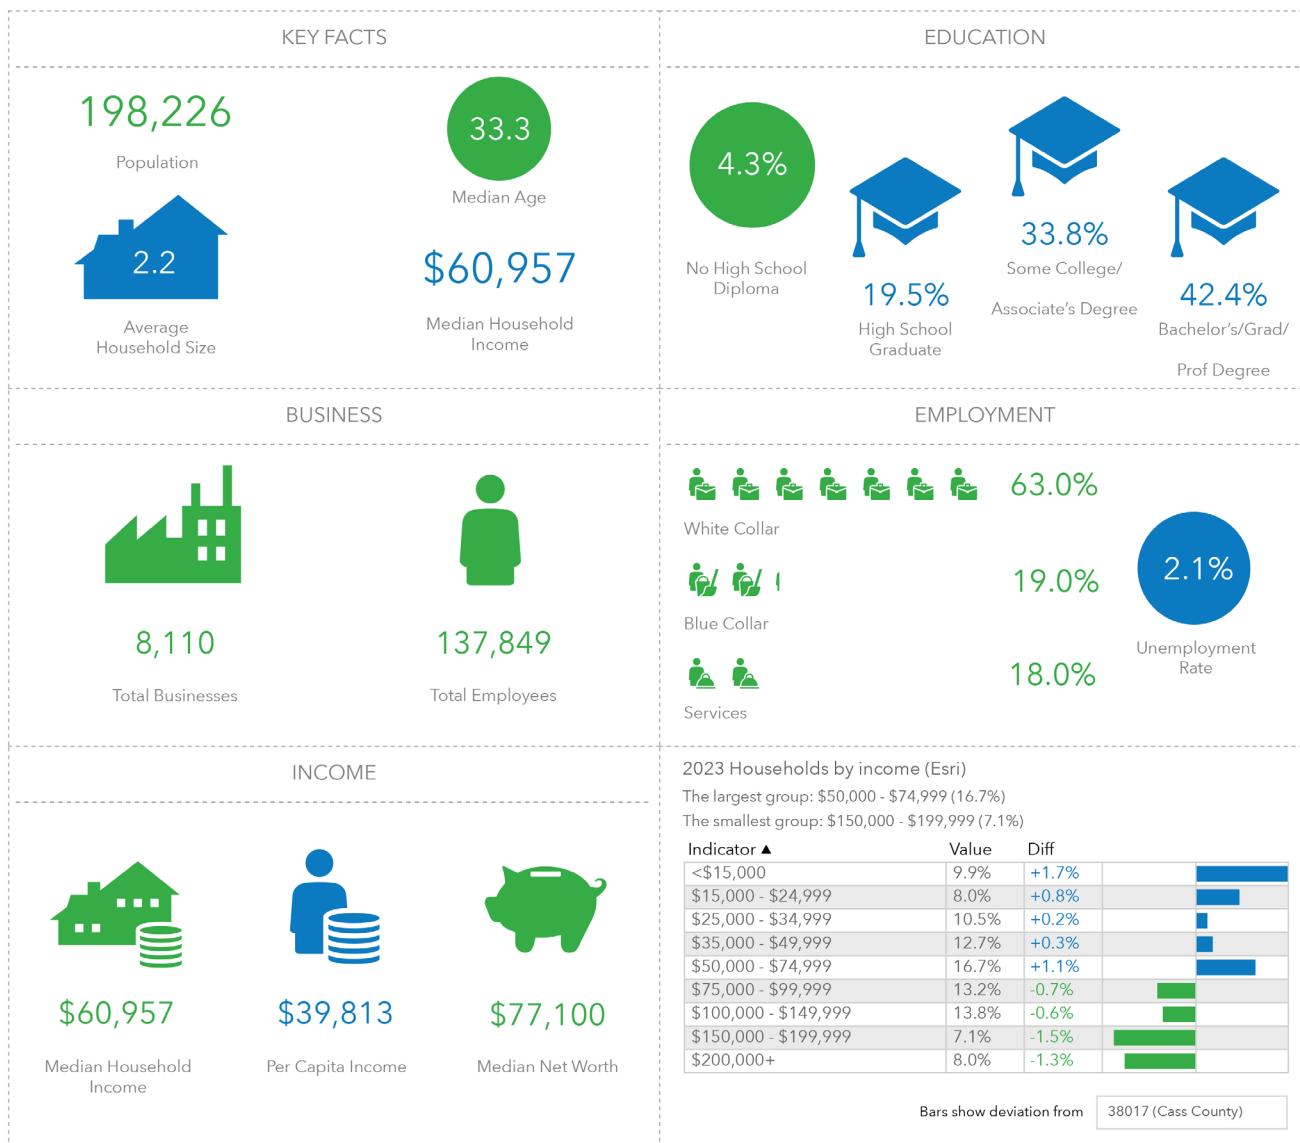 KEY FACTS
198,226
Population
33.3
Median Age
2.2
Average
Household Size
$60,957
Median Household
Income
EDUCATION
4.3%
No High School
Diploma
19.5%
High School
Graduate
33.8%
Some College/
Associate's Degree
42.4%
Bachelor's/Grad/
Prof Degree
BUSINESS
8,110
Total Businesses
137,849
Total Employees
EMPLOYMENT
63.0%
White Collar
19.0%
Blue Collar
18.0%
Services
2.1%
Unemployment
Rate
INCOME
$60,957
Median Household
Income
$39,813
Per Capita Income
$77,100
Median Net Worth
2023 Households by income (Esri)
The largest group: $50,000 - $74,999 (16.7%)
The smallest group: $150,000 - $199,999 (7.1%)
Indicator ▲ Value Diff
<$15,000 9.9% +1.7%
$15,000 - $24,999 8.0% +0.8%
$25,000 - $34,999 10.5% +0.2%
$35,000 - $49,999 12.7% +0.3%
$50,000 - $74,999 16.7% +1.1%
$75,000 - $99,999 13.2% -0.7%
$100,000 - $149,999 13.8% -0.6%
$150,000 - $199,999 7.1% -1.5%
$200,000+ 8.0% -1.3%
Bars show deviation from 38017 (Cass County)